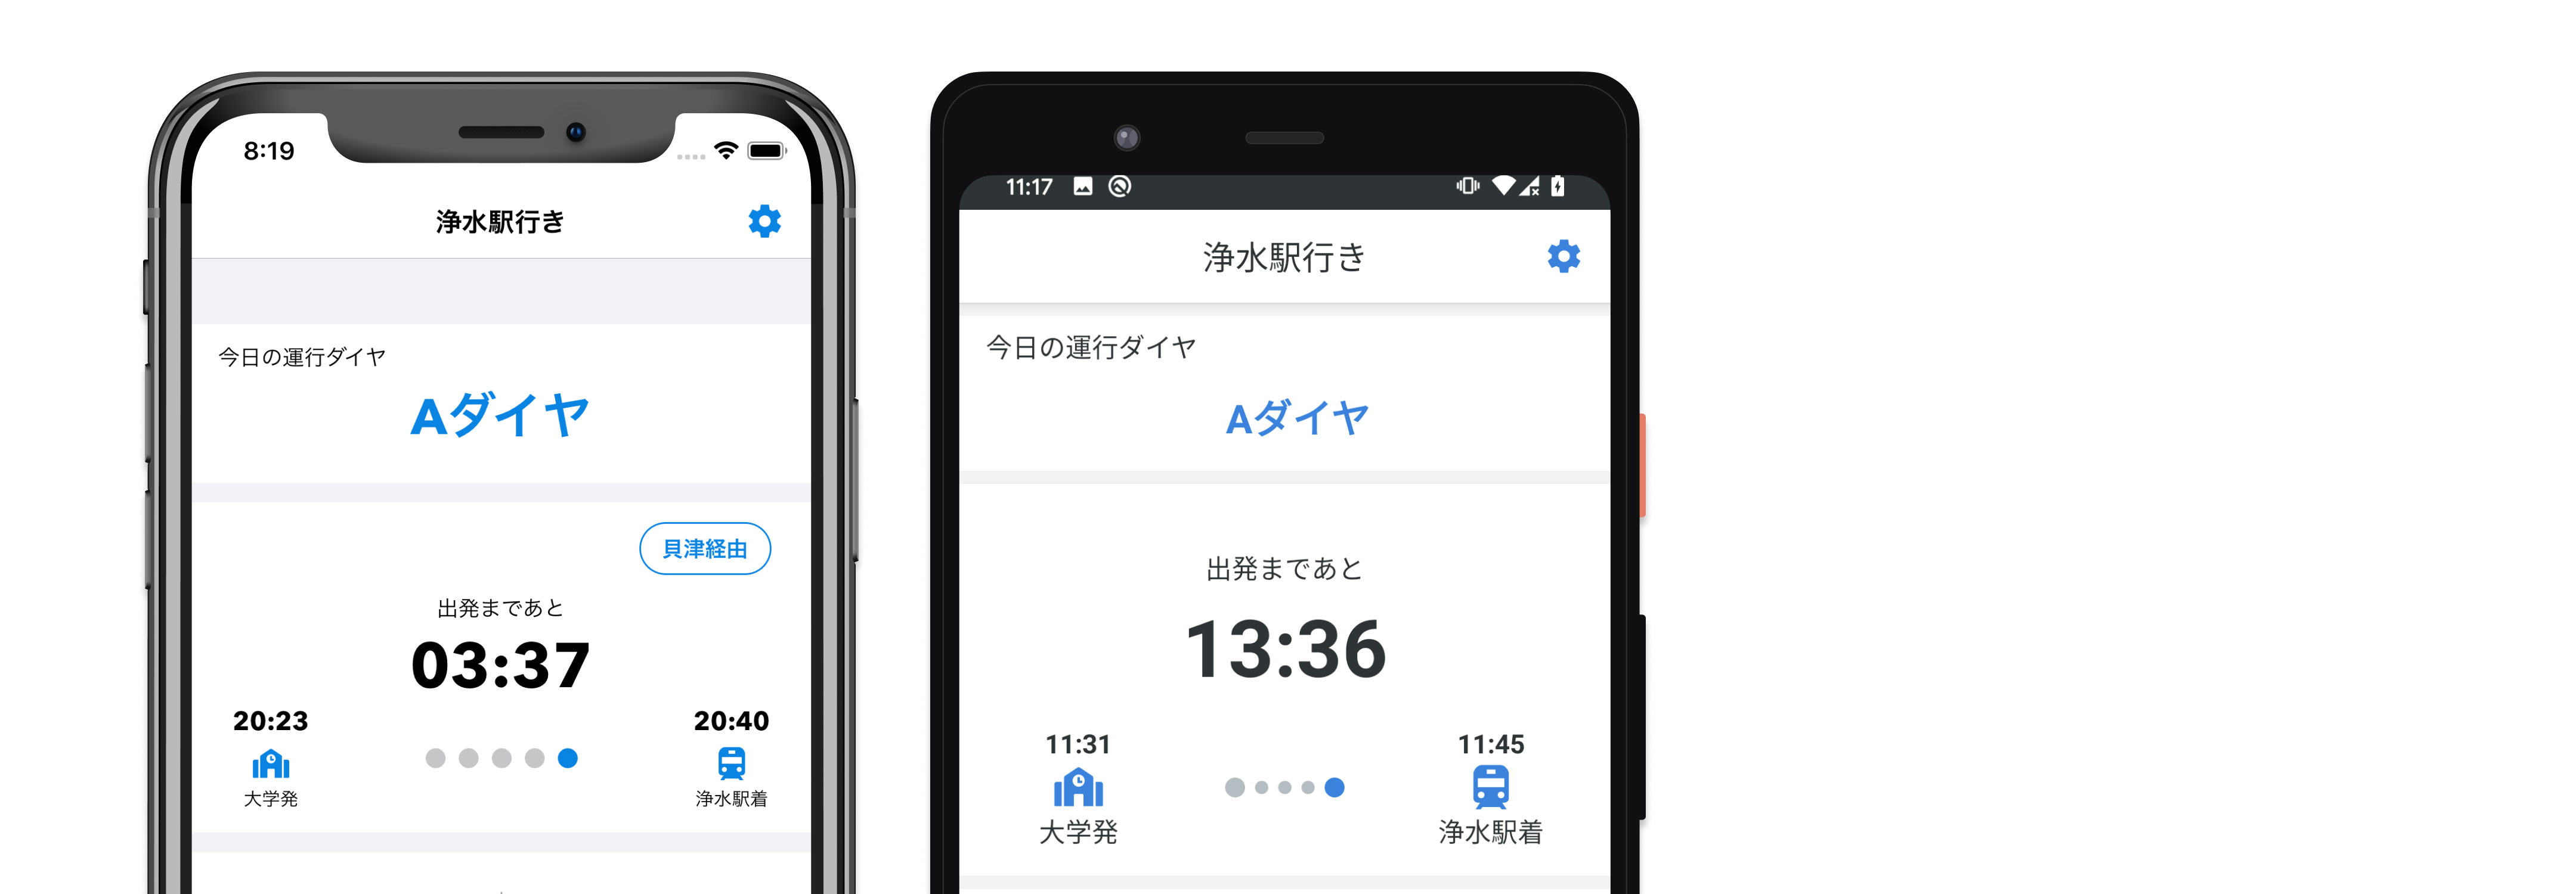 8:19
浄水駅行き
今日の運行ダイヤ
Aダイヤ
貝津経由
出発まであと
03:37
20:23
20:40
大学発
浄水駅着
11:17
浄水駅行き
今日の運行ダイヤ
Aダイヤ
出発まであと
13:36
11:31
11:45
大学発
浄水駅着